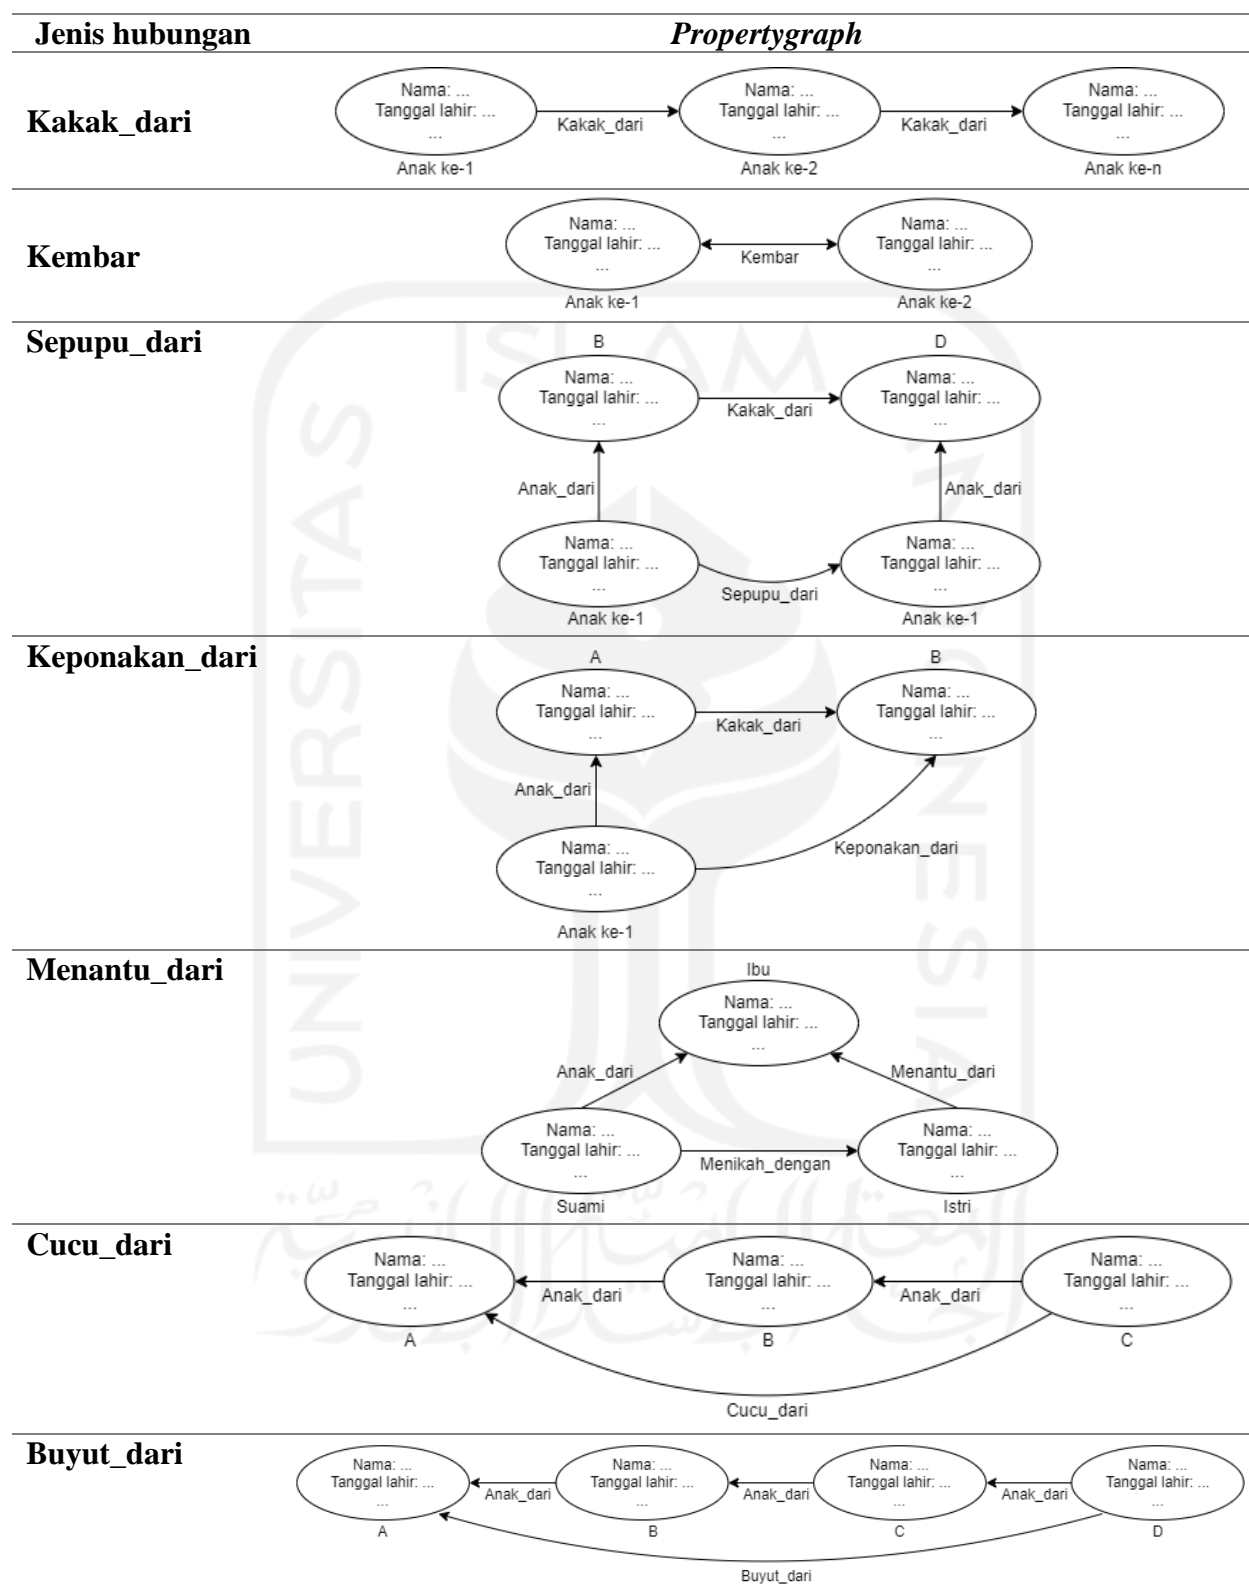 Jenis hubungan Propertygraph
Kakak_dari
Nama: ... Nama: ... Nama: ...
Tanggal lahir: ... Tanggal lahir: ... Tanggal lahir: ...
... ... ...
Kakak_dari Kakak_dari
Anak ke-1 Anak ke-2 Anak ke-n
Kembar
Nama: ... Nama: ...
Tanggal lahir: ... Tanggal lahir: ...
... ...
Kembar
Anak ke-1 Anak ke-2
Sepupu_dari
B D
Nama: ... Nama: ...
Tanggal lahir: ... Tanggal lahir: ...
... ...
Kakak_dari
Anak_dari Anak_dari
Nama: ... Nama: ...
Tanggal lahir: ... Tanggal lahir: ...
... ...
Sepupu_dari
Anak ke-1 Anak ke-1
Keponakan_dari
A B
Nama: ... Nama: ...
Tanggal lahir: ... Tanggal lahir: ...
... ...
Kakak_dari
Anak_dari
Nama: ...
Tanggal lahir: ...
...
Keponakan_dari
Anak ke-1
Menantu_dari
Ibu
Nama: ...
Tanggal lahir: ...
...
Anak_dari Menantu_dari
Nama: ... Nama: ...
Tanggal lahir: ... Tanggal lahir: ...
... ...
Menikah_dengan
Suami Istri
Cucu_dari
Nama: ... Nama: ... Nama: ...
Tanggal lahir: ... Tanggal lahir: ... Tanggal lahir: ...
... ... ...
Anak_dari Anak_dari
A B C
Cucu_dari
Buyut_dari
Nama: ... Nama: ... Nama: ... Nama: ...
Tanggal lahir: ... Tanggal lahir: ... Tanggal lahir: ... Tanggal lahir: ...
... ... ... ...
Anak_dari Anak_dari Anak_dari
A B C D
Buyut_dari
UNIVERSITAS
ISLAM